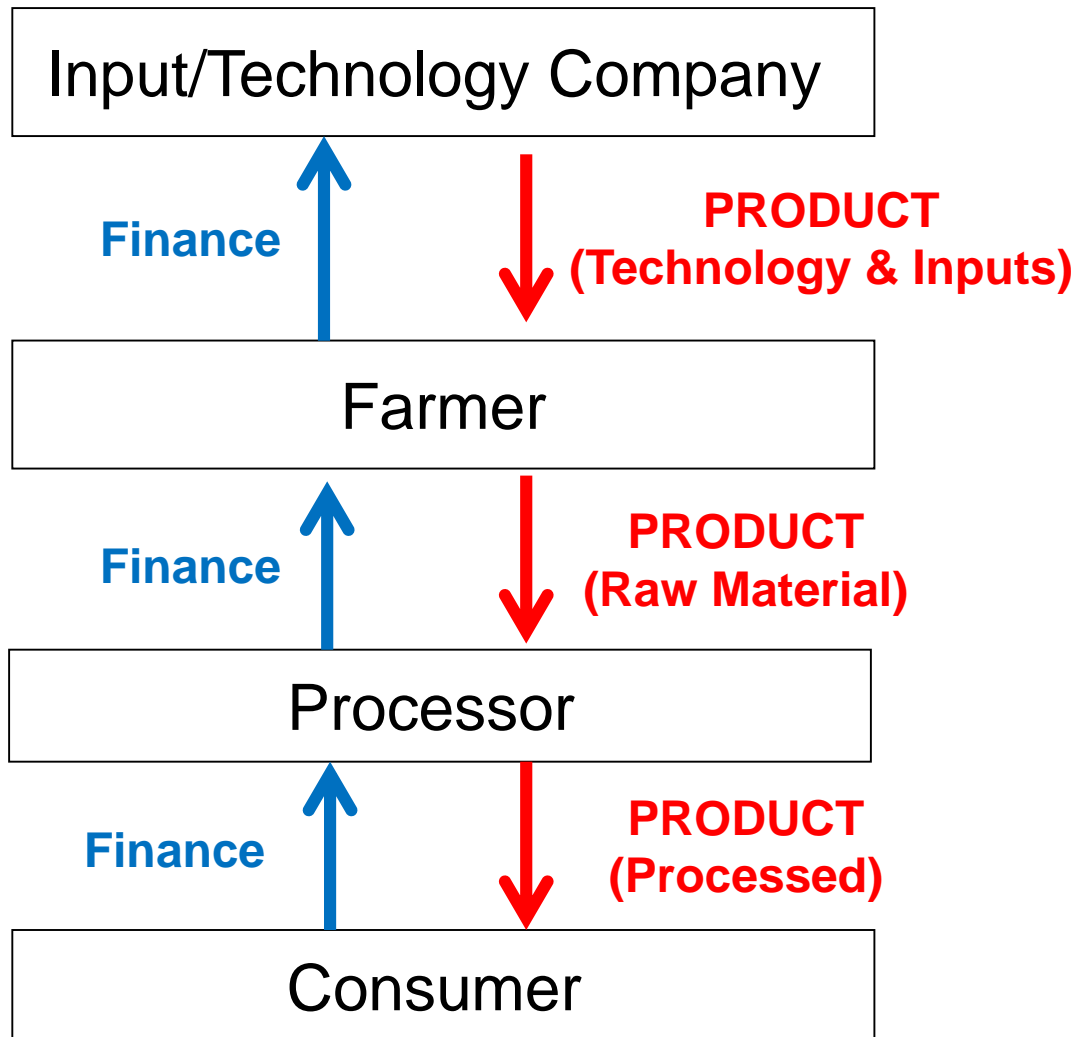 Input/Technology Company
Finance
PRODUCT
(Technology & Inputs)
Farmer
Finance
PRODUCT
(Raw Material)
Processor
Finance
PRODUCT
(Processed)
Consumer